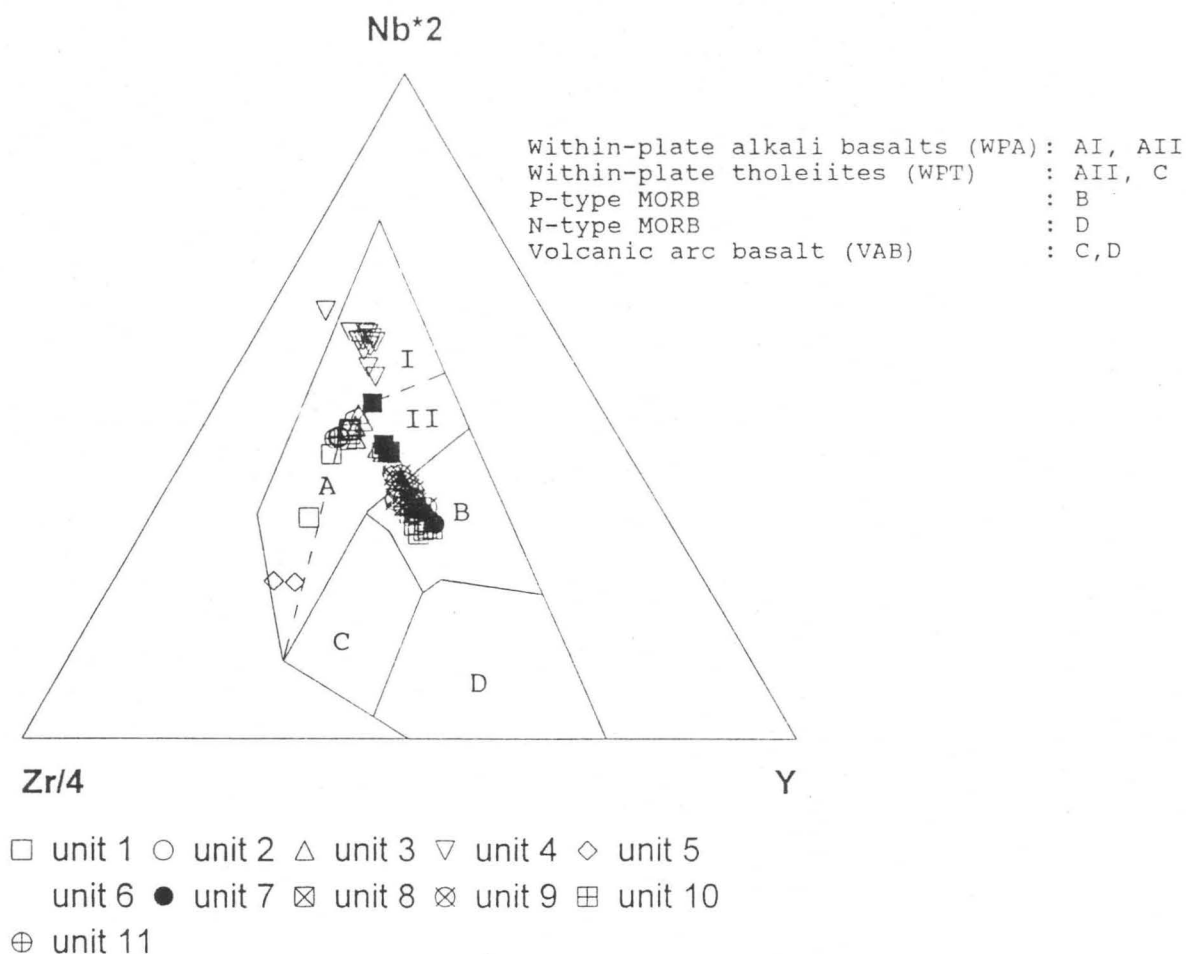 Nb*2
Within-plate alkali basalts (WPA): AI, AII
Within-plate tholeiites (WPT) : AII, C
P-type MORB : B
N-type MORB : D
Volcanic arc basalt (VAB) : C,D
I
II
A
B
C
D
Zr/4
Y
unit 1 unit 2 unit 3 unit 4 unit 5
unit 6 unit 7 unit 8 unit 9 unit 10
unit 11